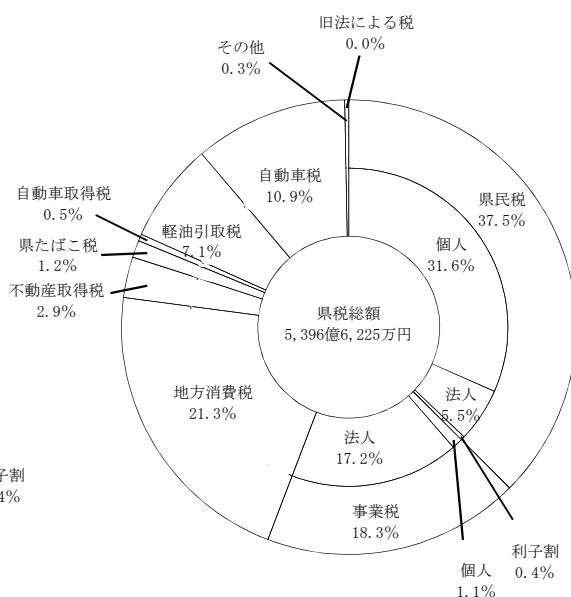 旧法による税
0.0%
その他
0.3%
自動車税
10.9%
県民税
37.5%
自動車取得税
0.5%
軽油引取税
7.1%
個人
31.6%
県たばこ税
1.2%
不動産取得税
2.9%
県税総額
5,396億6,225万円
地方消費税
21.3%
法人
5.5%
法人
17.2%
子割
4%
事業税
18.3%
利子割
0.4%
個人
1.1%